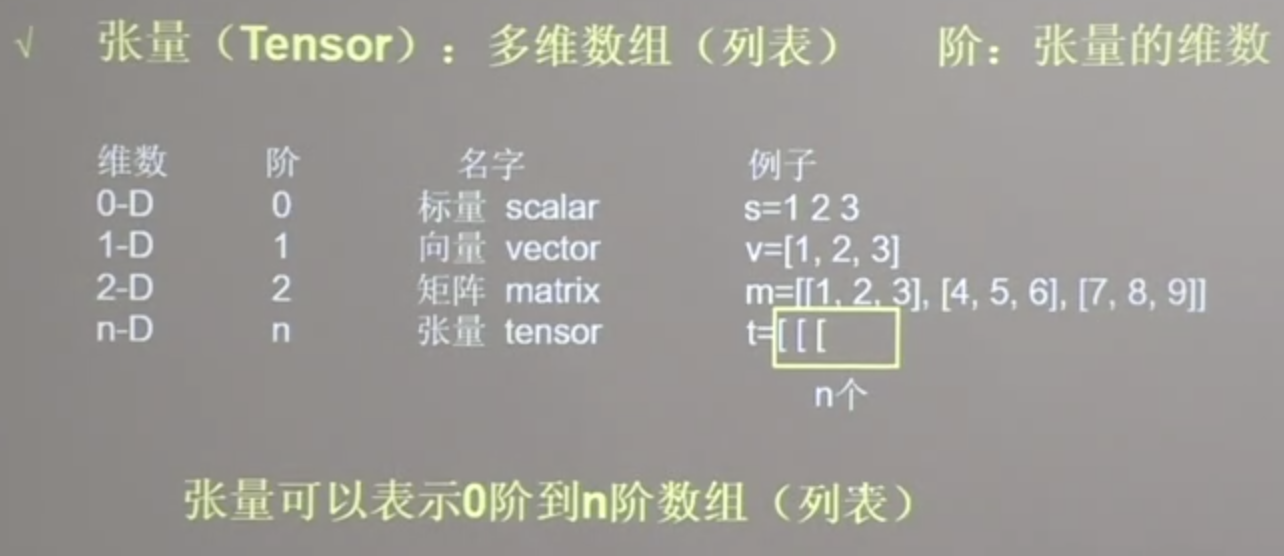 √ 张量（Tensor）：多维数组（列表） 阶：张量的维数
维数 阶 名字 例子
0-D 0 标量 scalar s=1 2 3
1-D 1 向量 vector v=[1, 2, 3]
2-D 2 矩阵 matrix m=[[1, 2, 3], [4, 5, 6], [7, 8, 9]]
n-D n 张量 tensor t=[ [ [
n个
张量可以表示0阶到n阶数组（列表）